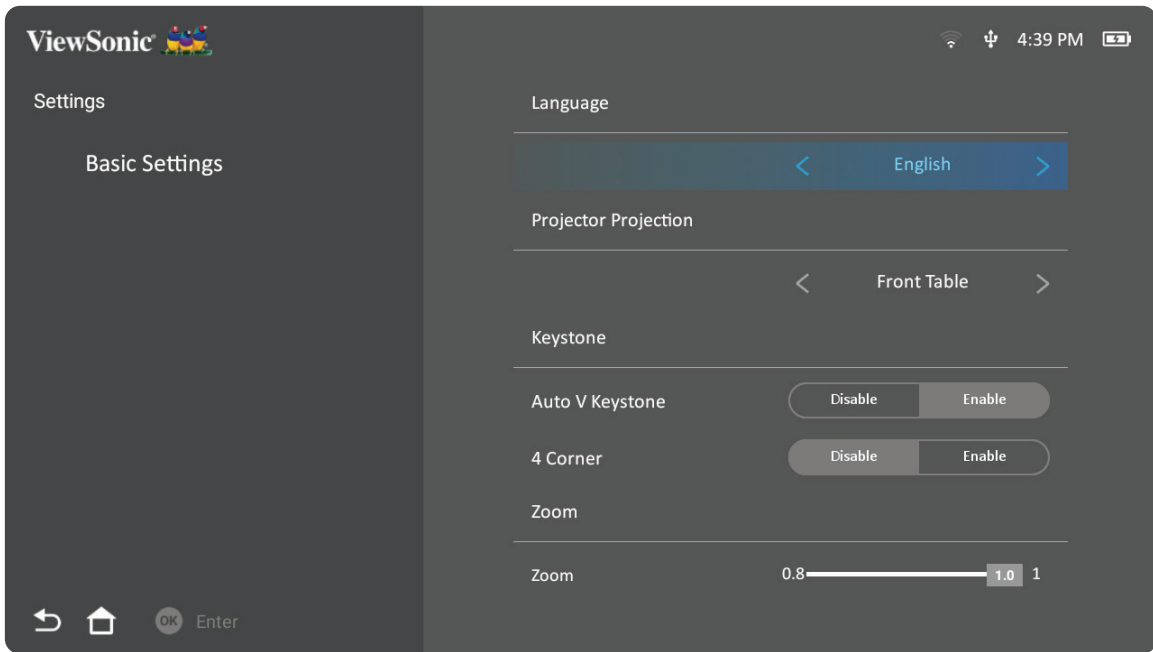 ViewSonic®
4:39 PM
Settings
Basic Settings
Language
< English >
Projector Projection
< Front Table >
Keystone
Auto V Keystone Disable Enable
4 Corner Disable Enable
Zoom
Zoom 0.8 1.0 1
OK Enter